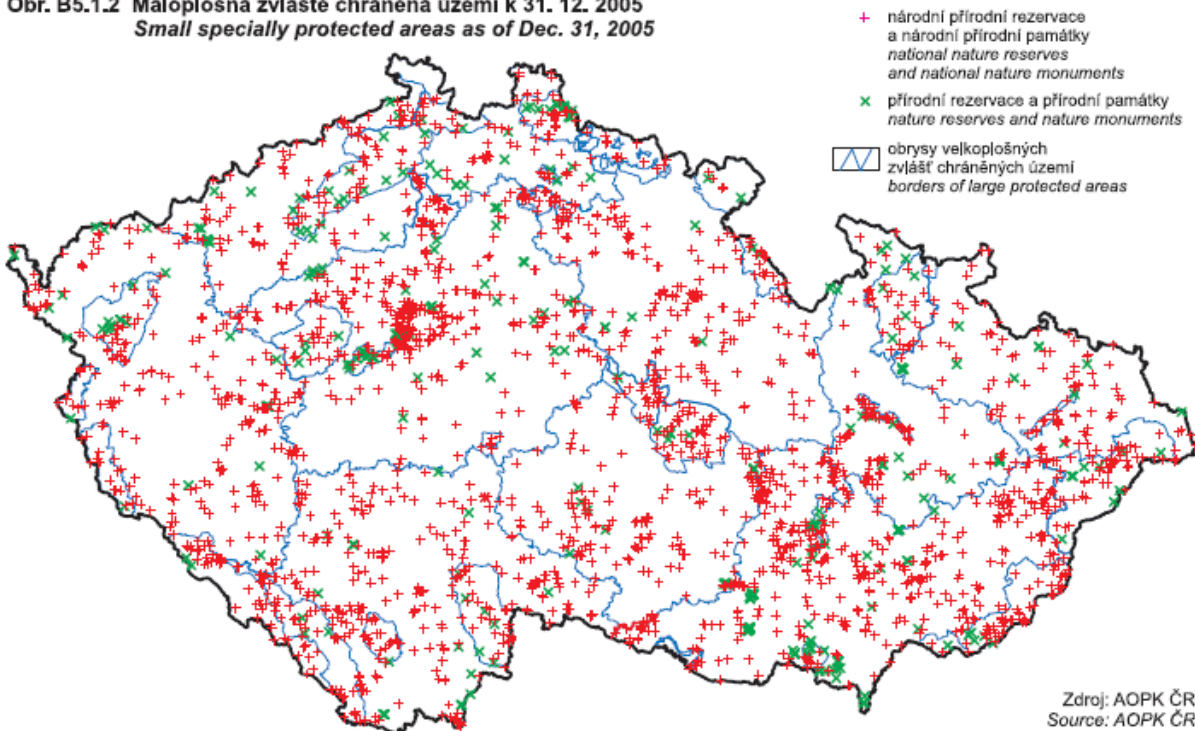 Obr. B5.1.2 Maloplošná zvláště chráněná území k 31. 12. 2005
Small specially protected areas as of Dec. 31, 2005
národní přírodní rezervace
a národní přírodní památky
national nature reserves
and national nature monuments
přírodní rezervace a přírodní památky
nature reserves and nature monuments
obrysy velkoplošných
zvlášť chráněných území
borders of large protected areas
Zdroj: AOPK ČR
Source: AOPK ČR